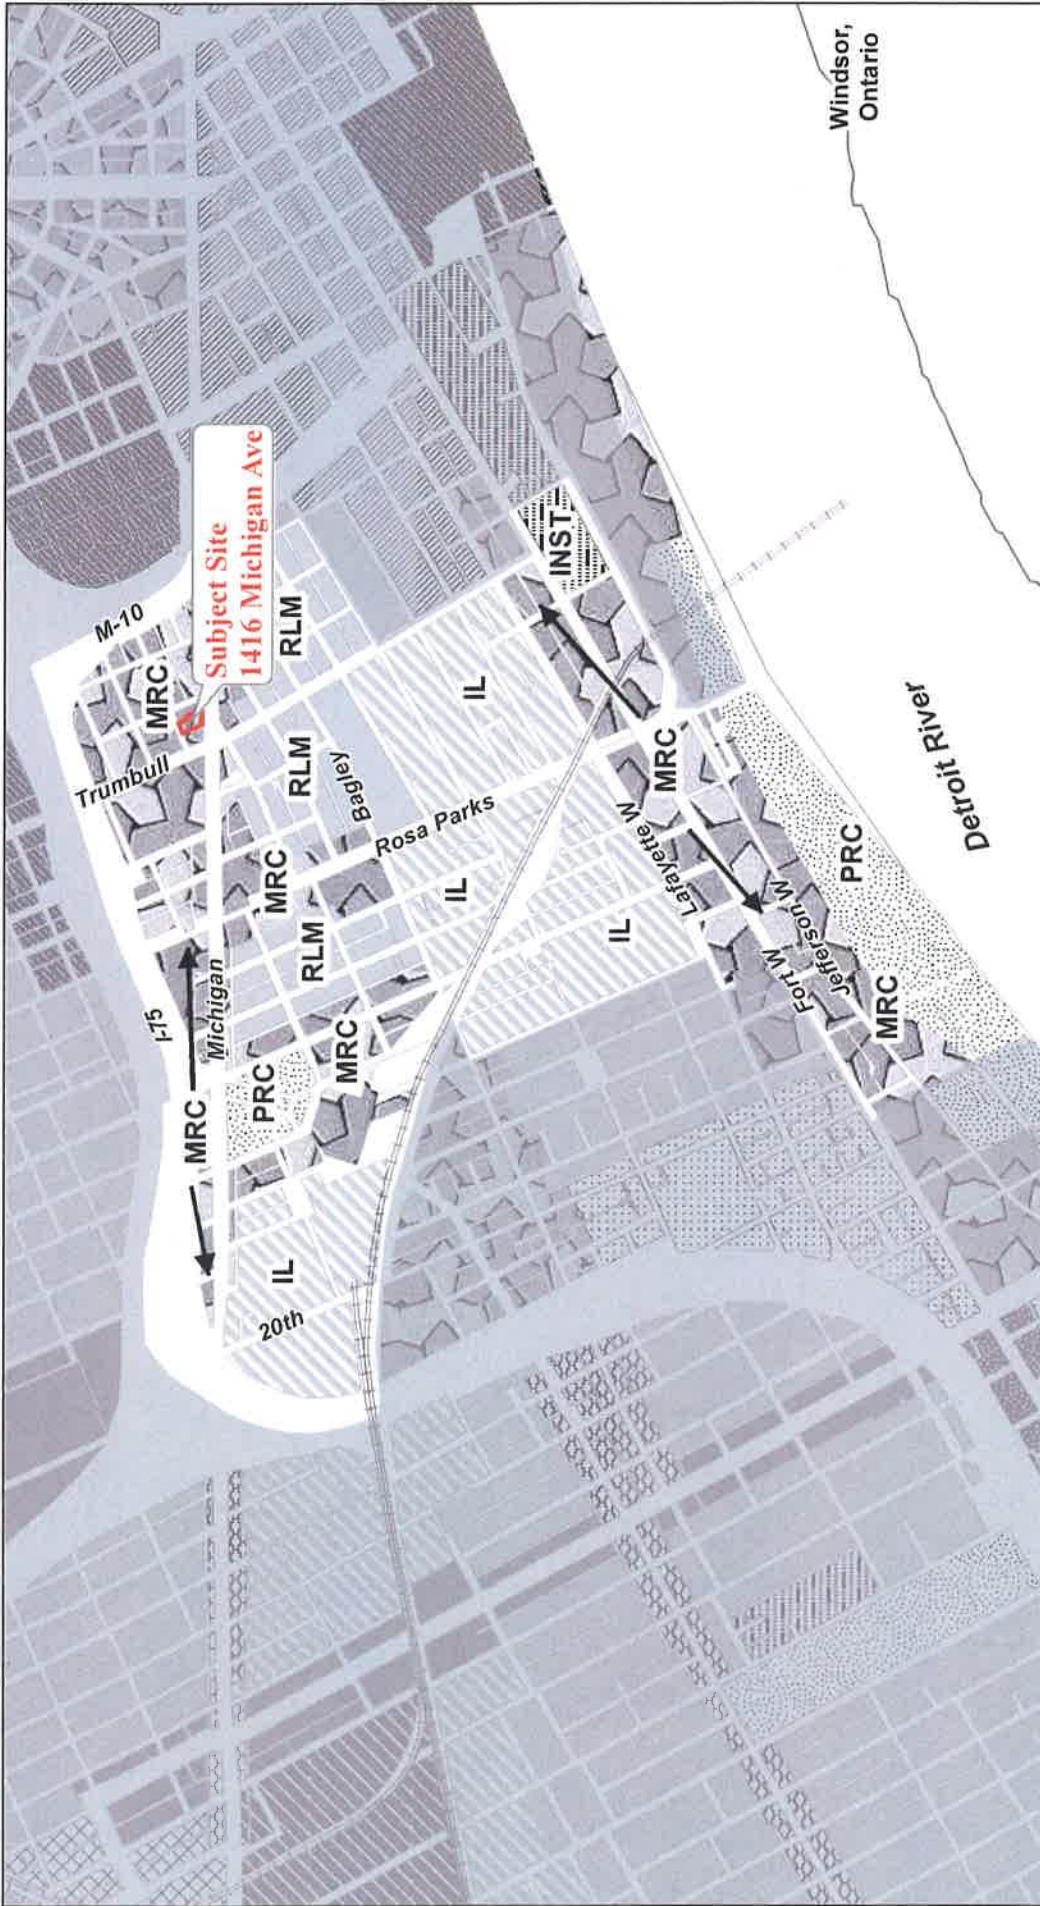 Windsor,
Ontario
Subject Site
1416 Michigan Ave
M-10
MRC
RLM
INST
IL
Trumbull
RLM
Bagley
MRC
Detroit River
Rosa Parks
MRC
IL
Lafayette W
PRC
RLM
IL
I-75
Michigan
Fort W
Jefferson W
MRC
MRC
PRC
MRC
IL
20th